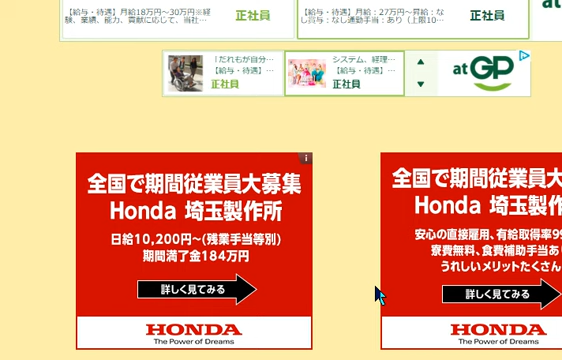 【給与・待遇】月給18万円～30万円※経
験、業績、能力、貢献に応じて、当社…
正社員
【給与・待遇】月給：27万円～昇給：な
し賞与：なし通勤手当：あり（上限10…
正社員
at
「だれもが自分…
【給与・待遇】…
正社員
システム、経理…
【給与・待遇】…
正社員
atGP
全国で期間従業員大募集
Honda 埼玉製作所
日給10,200円～(残業手当等別)
期間満了金184万円
詳しく見てみる
HONDA
The Power of Dreams
全国で期間従業員大
Honda 埼玉製作
安心の直接雇用、有給取得率9
寮費無料、食費補助手当あ
うれしいメリットたくさん
詳しく見てみる
HONDA
The Power of Dreams